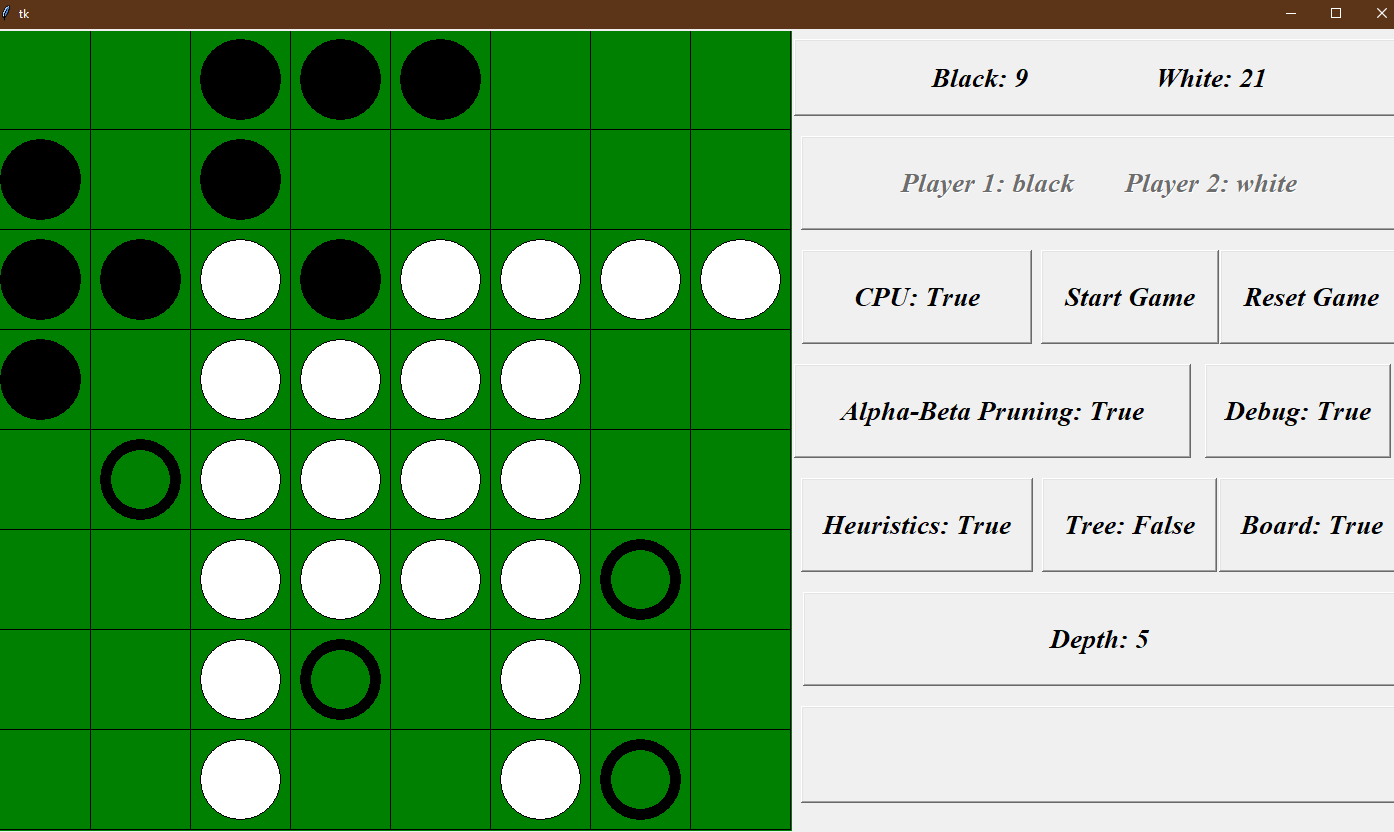 tk
Black: 9 White: 21
Player 1: black Player 2: white
CPU: True Start Game Reset Game
Alpha-Beta Pruning: True Debug: True
Heuristics: True Tree: False Board: True
Depth: 5